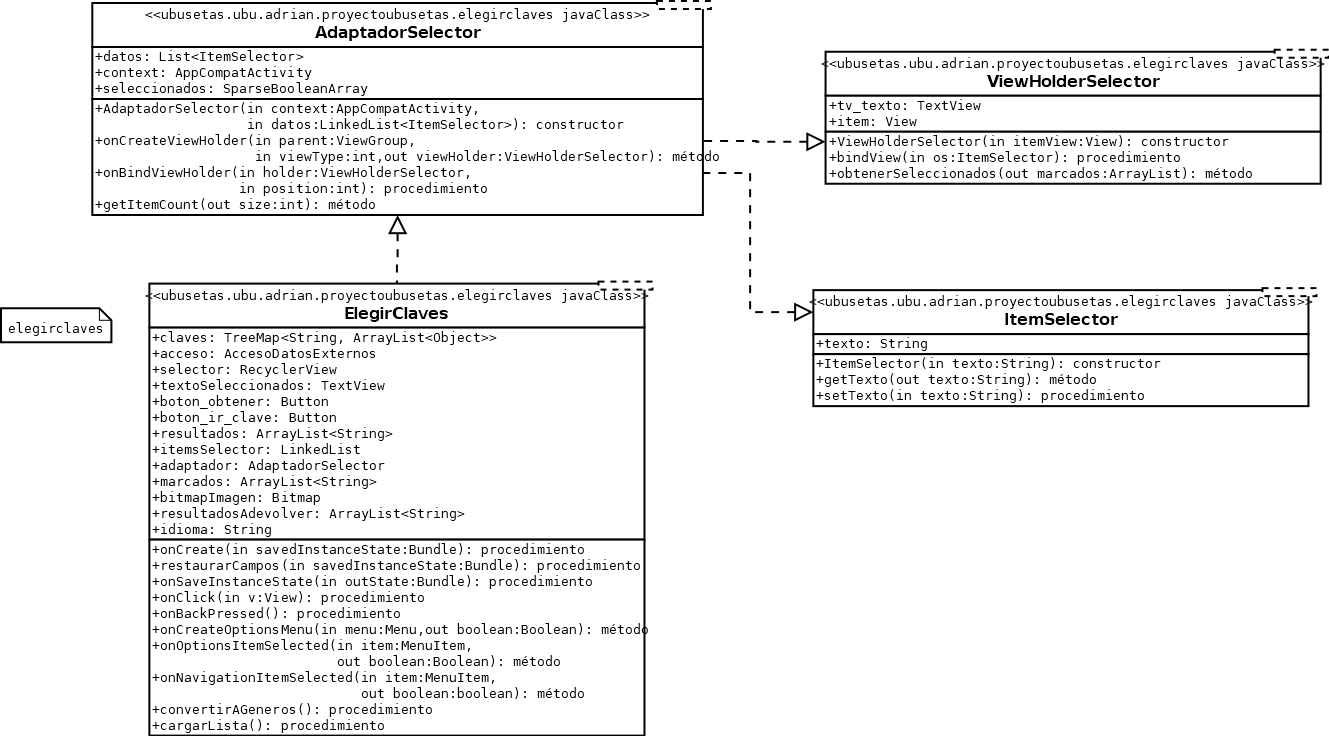 <<ubusetas.ubu.adrian.proyectoubusetas.elegirclaves javaClass>>
AdaptadorSelector
+datos: List<ItemSelector>
+context: AppCompatActivity
+seleccionados: SparseBooleanArray
+AdaptadorSelector(in context:AppCompatActivity,
in datos:LinkedList<ItemSelector>): constructor
+onCreateViewHolder(in parent:ViewGroup,
in viewType:int,out viewHolder:ViewHolderSelector): método
+onBindViewHolder(in holder:ViewHolderSelector,
in position:int): procedimiento
+getItemCount(out size:int): método
<<ubusetas.ubu.adrian.proyectoubusetas.elegirclaves javaClass>>
ViewHolderSelector
+tv_texto: TextView
+item: View
+ViewHolderSelector(in itemView:View): constructor
+bindView(in os:ItemSelector): procedimiento
+obtenerSeleccionados(out marcados:ArrayList): método
elegirclaves
<<ubusetas.ubu.adrian.proyectoubusetas.elegirclaves javaClass>>
ElegirClaves
+claves: TreeMap<String, ArrayList<Object>>
+acceso: AccesoDatosExternos
+selector: RecyclerView
+textoSeleccionados: TextView
+boton_obtener: Button
+boton_ir_clave: Button
+resultados: ArrayList<String>
+itemsSelector: LinkedList
+adaptador: AdaptadorSelector
+marcados: ArrayList<String>
+bitmapImagen: Bitmap
+resultadosAdevolver: ArrayList<String>
+idioma: String
+onCreate(in savedInstanceState:Bundle): procedimiento
+restaurarCampos(in savedInstanceState:Bundle): procedimiento
+onSaveInstanceState(in outState:Bundle): procedimiento
+onClick(in v:View): procedimiento
+onBackPressed(): procedimiento
+onCreateOptionsMenu(in menu:Menu,out boolean:Boolean): método
+onOptionsItemSelected(in item:MenuItem,
out boolean:Boolean): método
+onNavigationItemSelected(in item:MenuItem,
out boolean:boolean): método
+convertirAGeneros(): procedimiento
+cargarLista(): procedimiento
<<ubusetas.ubu.adrian.proyectoubusetas.elegirclaves javaClass>>
ItemSelector
+texto: String
+ItemSelector(in texto:String): constructor
+getTexto(out texto:String): método
+setTexto(in texto:String): procedimiento